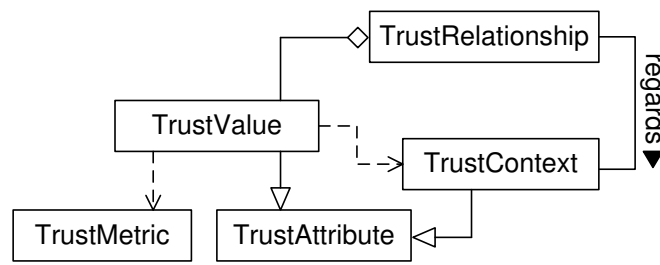 TrustRelationship
regards
TrustValue
TrustContext
TrustMetric
TrustAttribute